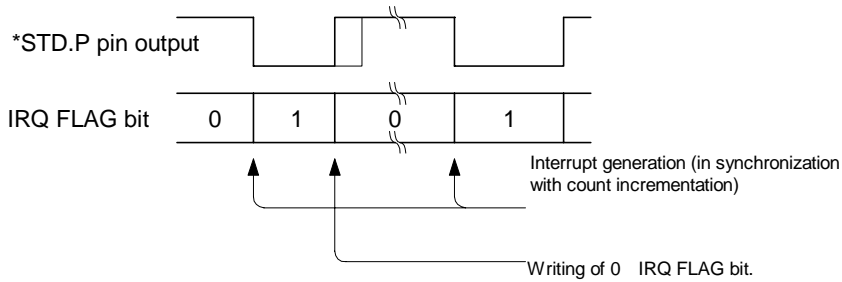 *STD.P pin output
IRQ FLAG bit 0 1 0 1
Interrupt generation (in synchronization
with count incrementation)
Writing of 0 IRQ FLAG bit.